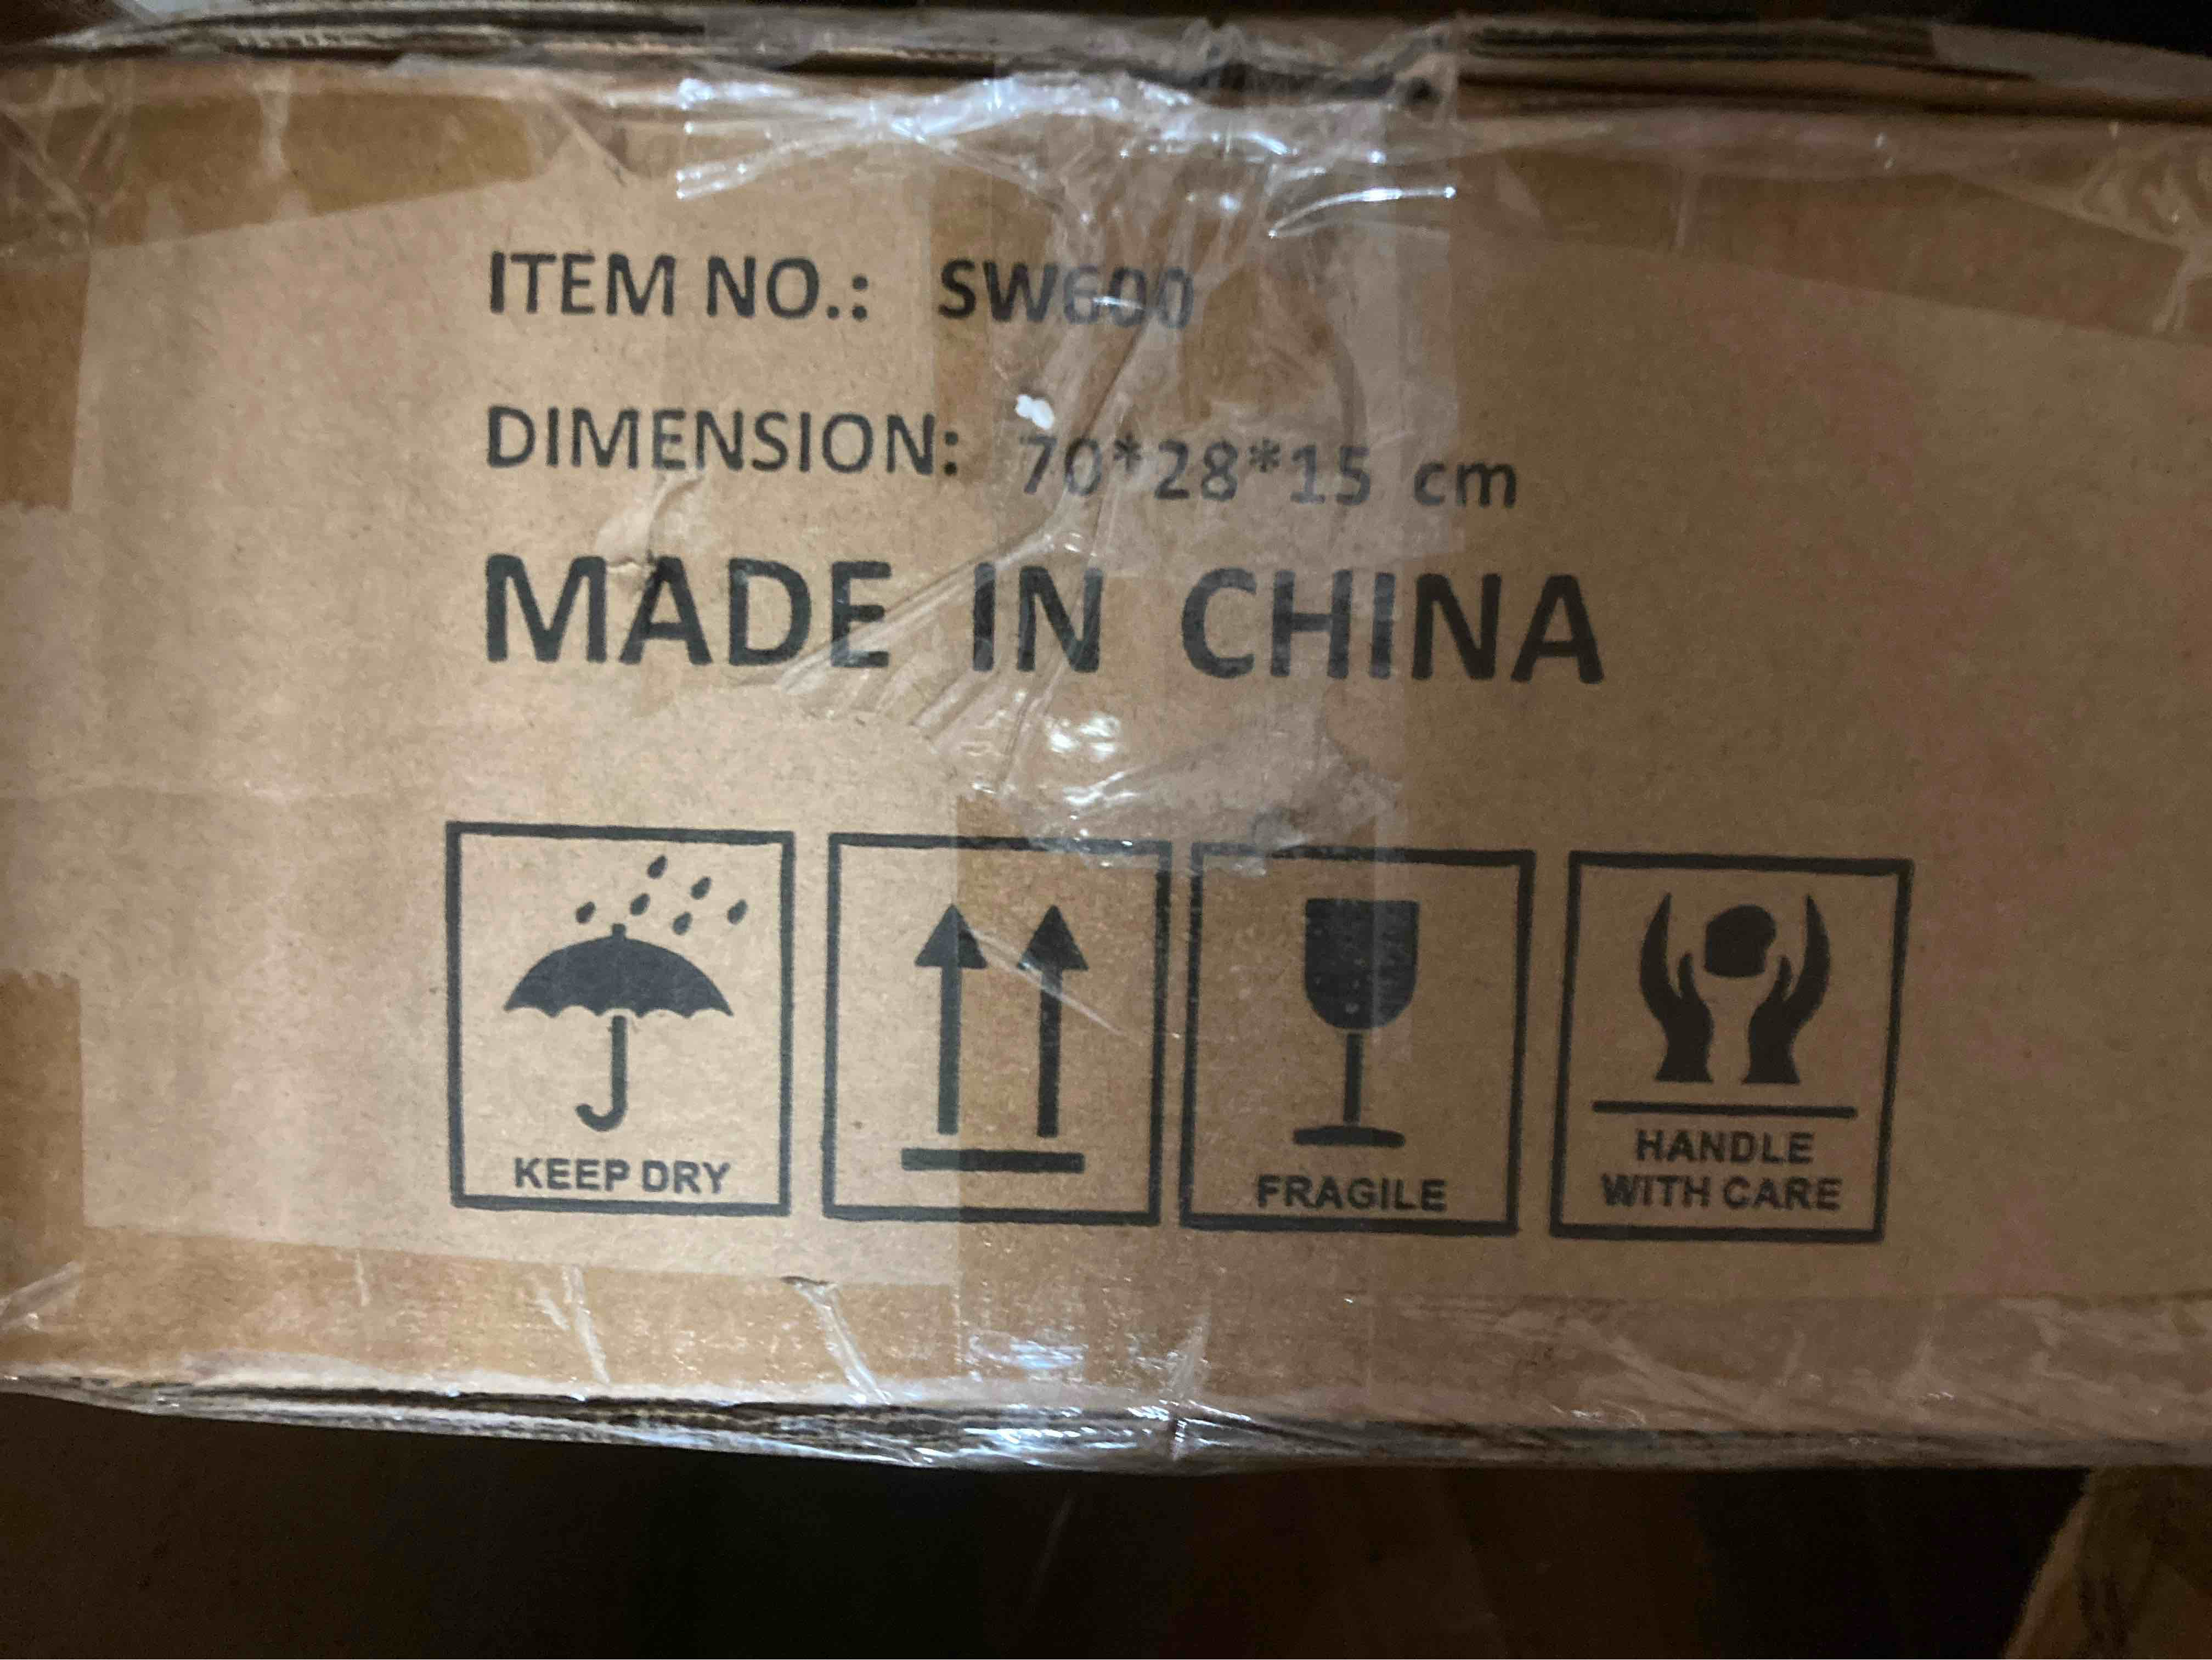 ITEM NO.: SW600
DIMENSION: 70*28*15 cm
MADE IN CHINA
KEEP DRY
FRAGILE
HANDLE
WITH CARE